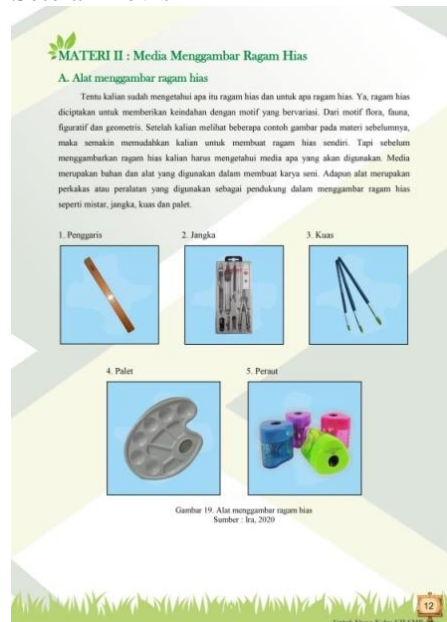 MATERI II : Media Menggambar Ragam Hias
A. Alat menggambar ragam hias
Tentu kalian sudah mengetahui apa itu ragam hias dan untuk apa ragam hias. Ya, ragam hias
diciptakan untuk memberikan keindahan dengan motif yang bervariasi. Dari motif flora, fauna,
figuratif dan geometris. Setelah kalian melihat beberapa contoh gambar pada materi sebelumnya,
maka semakin memudahkan kalian untuk membuat ragam hias sendiri. Tapi sebelum
menggambarkan ragam hias kalian harus mengetahui media apa yang akan digunakan. Media
merupakan bahan dan alat yang digunakan dalam membuat karya seni. Adapun alat merupakan
perkakas atau peralatan yang digunakan sebagai pendukung dalam menggambar ragam hias
seperti mistar, jangka, kuas dan palet.
1. Penggaris
2. Jangka
3. Kuas
4. Palet
5. Peraut
Gambar 19. Alat menggambar ragam hias
Sumber : Ira, 2020
12